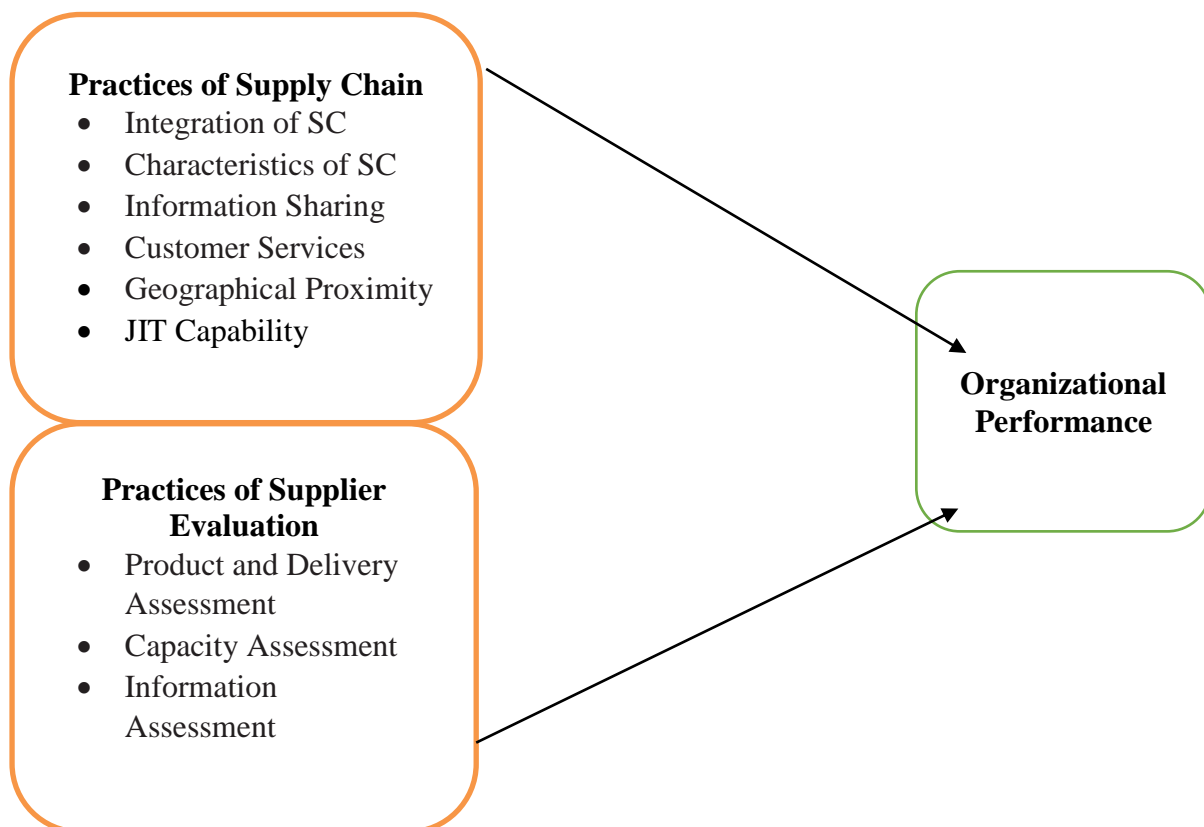 Practices of Supply Chain
• Integration of SC
• Characteristics of SC
• Information Sharing
• Customer Services
• Geographical Proximity
• JIT Capability
Practices of Supplier
Evaluation
• Product and Delivery
Assessment
• Capacity Assessment
• Information
Assessment
Organizational
Performance